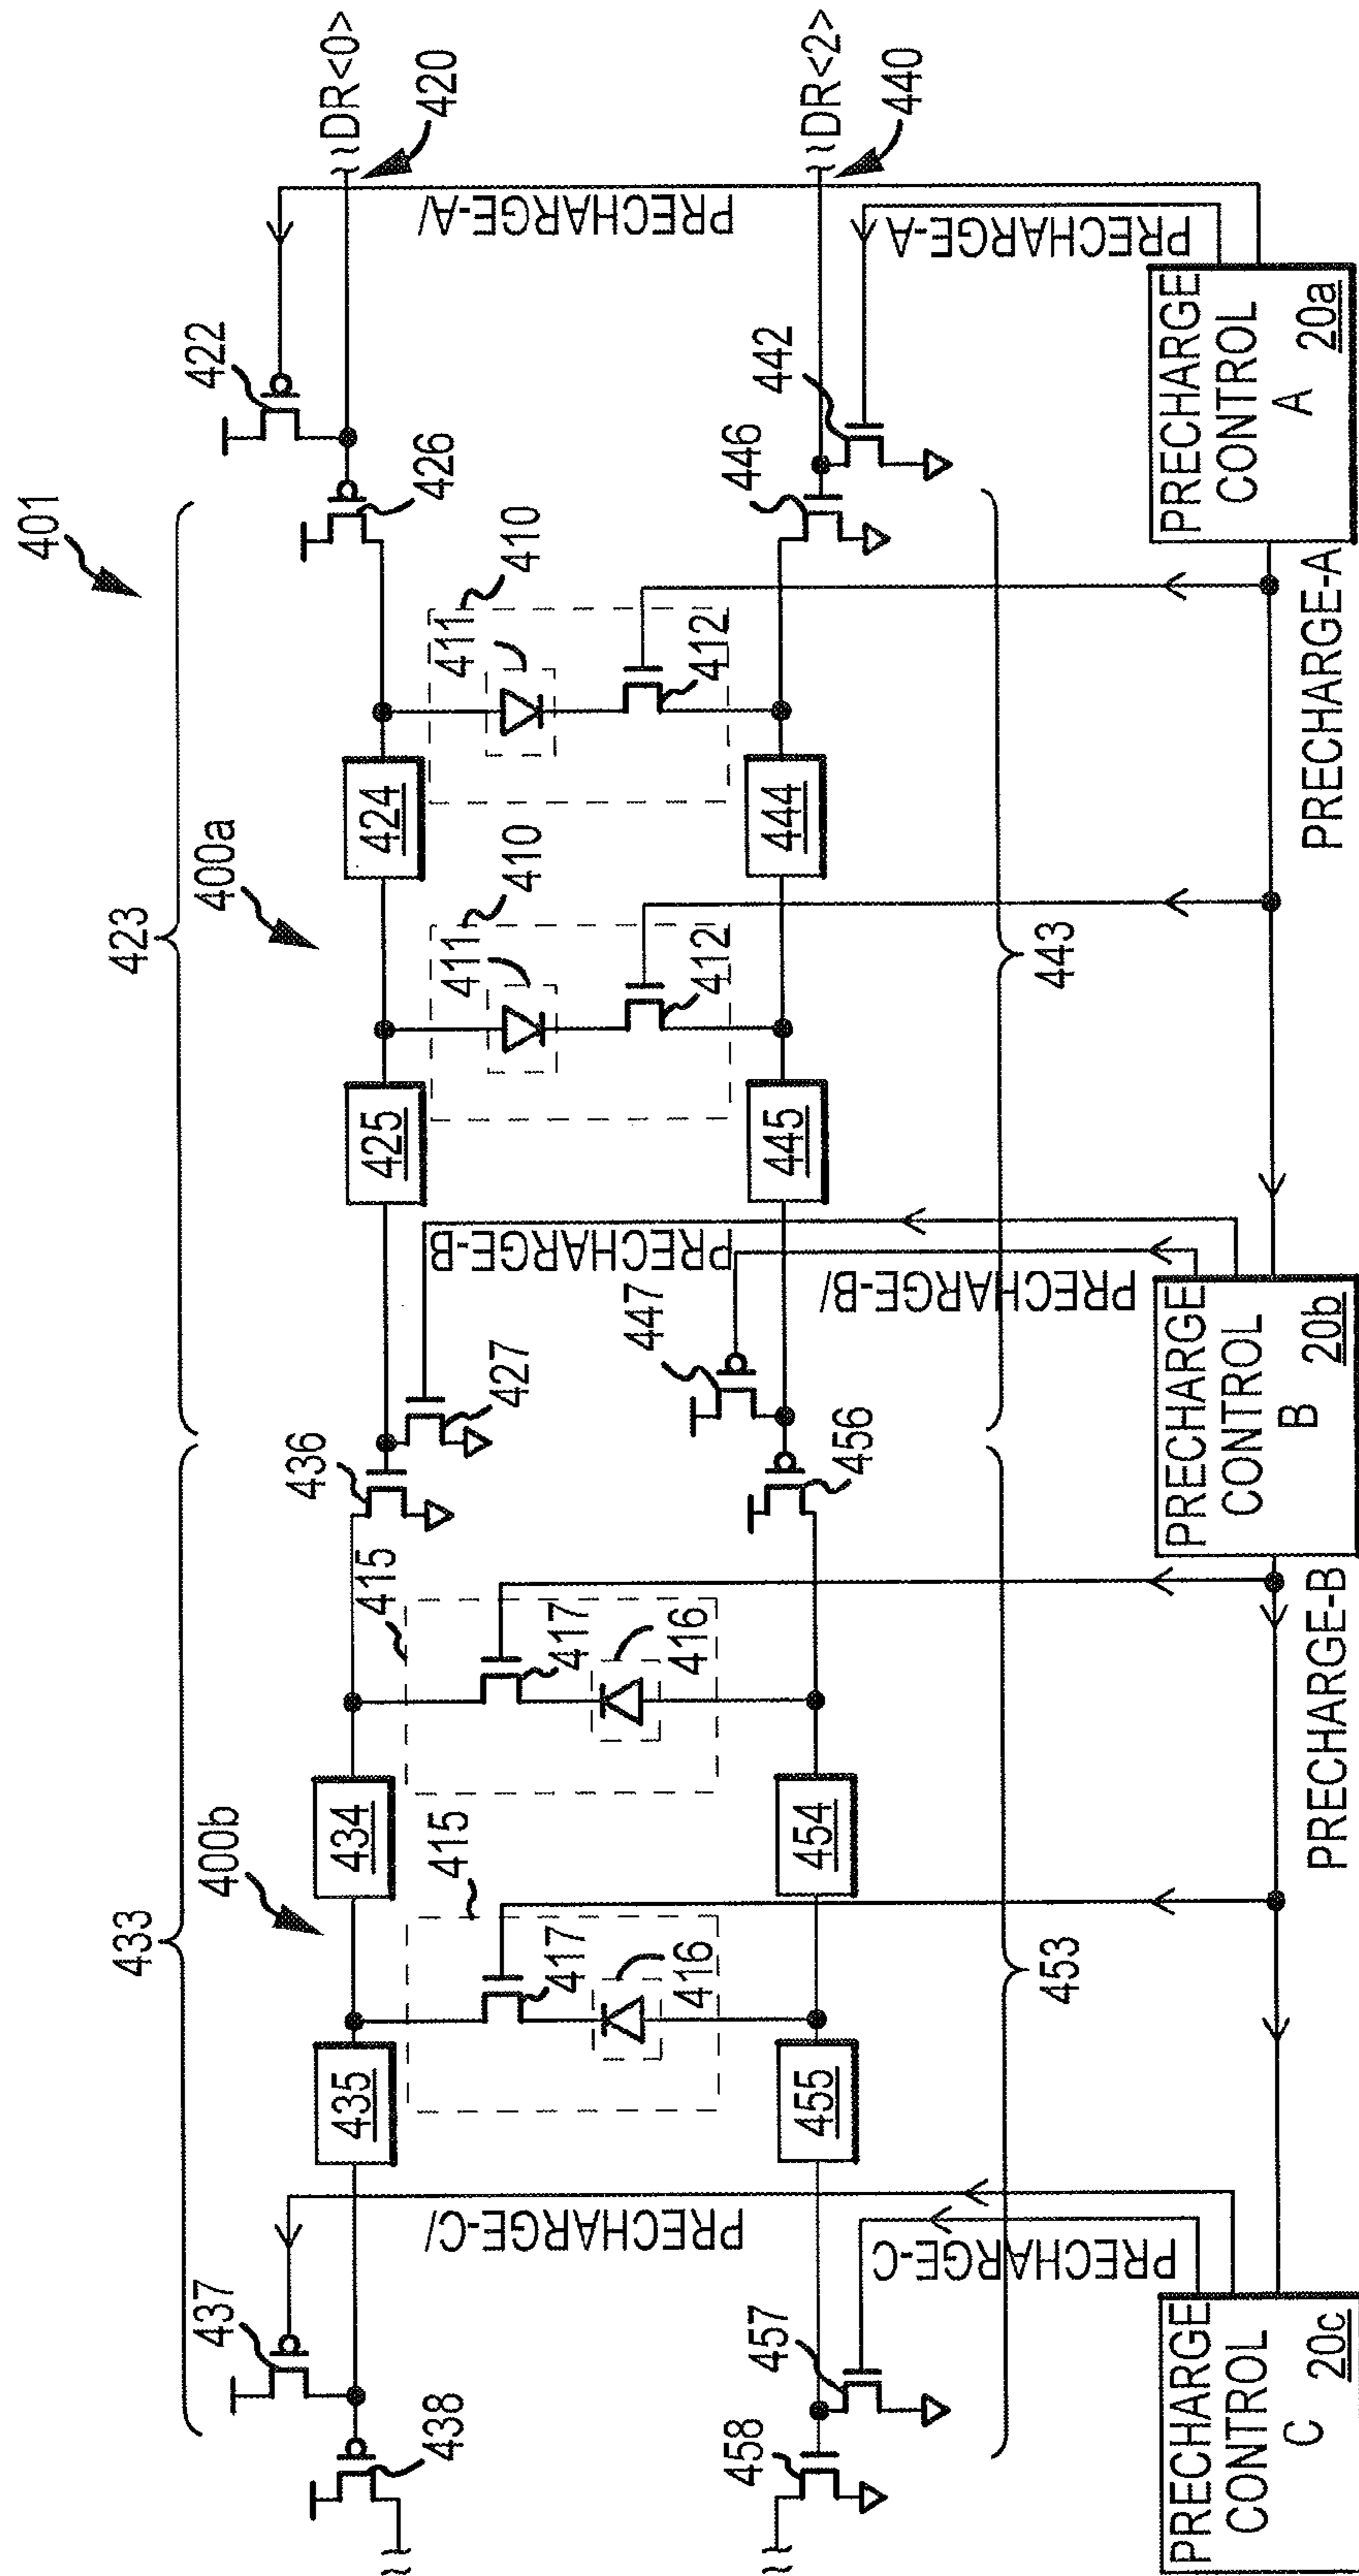 401
423
433
400a
400b
422
426
420
~DR<0>
410
411
412
424
410
411
412
425
427
436
415
417
416
434
415
417
416
435
437
438
PRECHARGE-A/
~DR<2>
440
442
446
444
445
447
456
454
455
457
458
PRECHARGE-A
PRECHARGE-B
PRECHARGE-B/
PRECHARGE-C/
PRECHARGE-C
443
453
PRECHARGE
CONTROL
A 20a
PRECHARGE-A
PRECHARGE
CONTROL
B 20b
PRECHARGE-B
PRECHARGE
CONTROL
C 20c